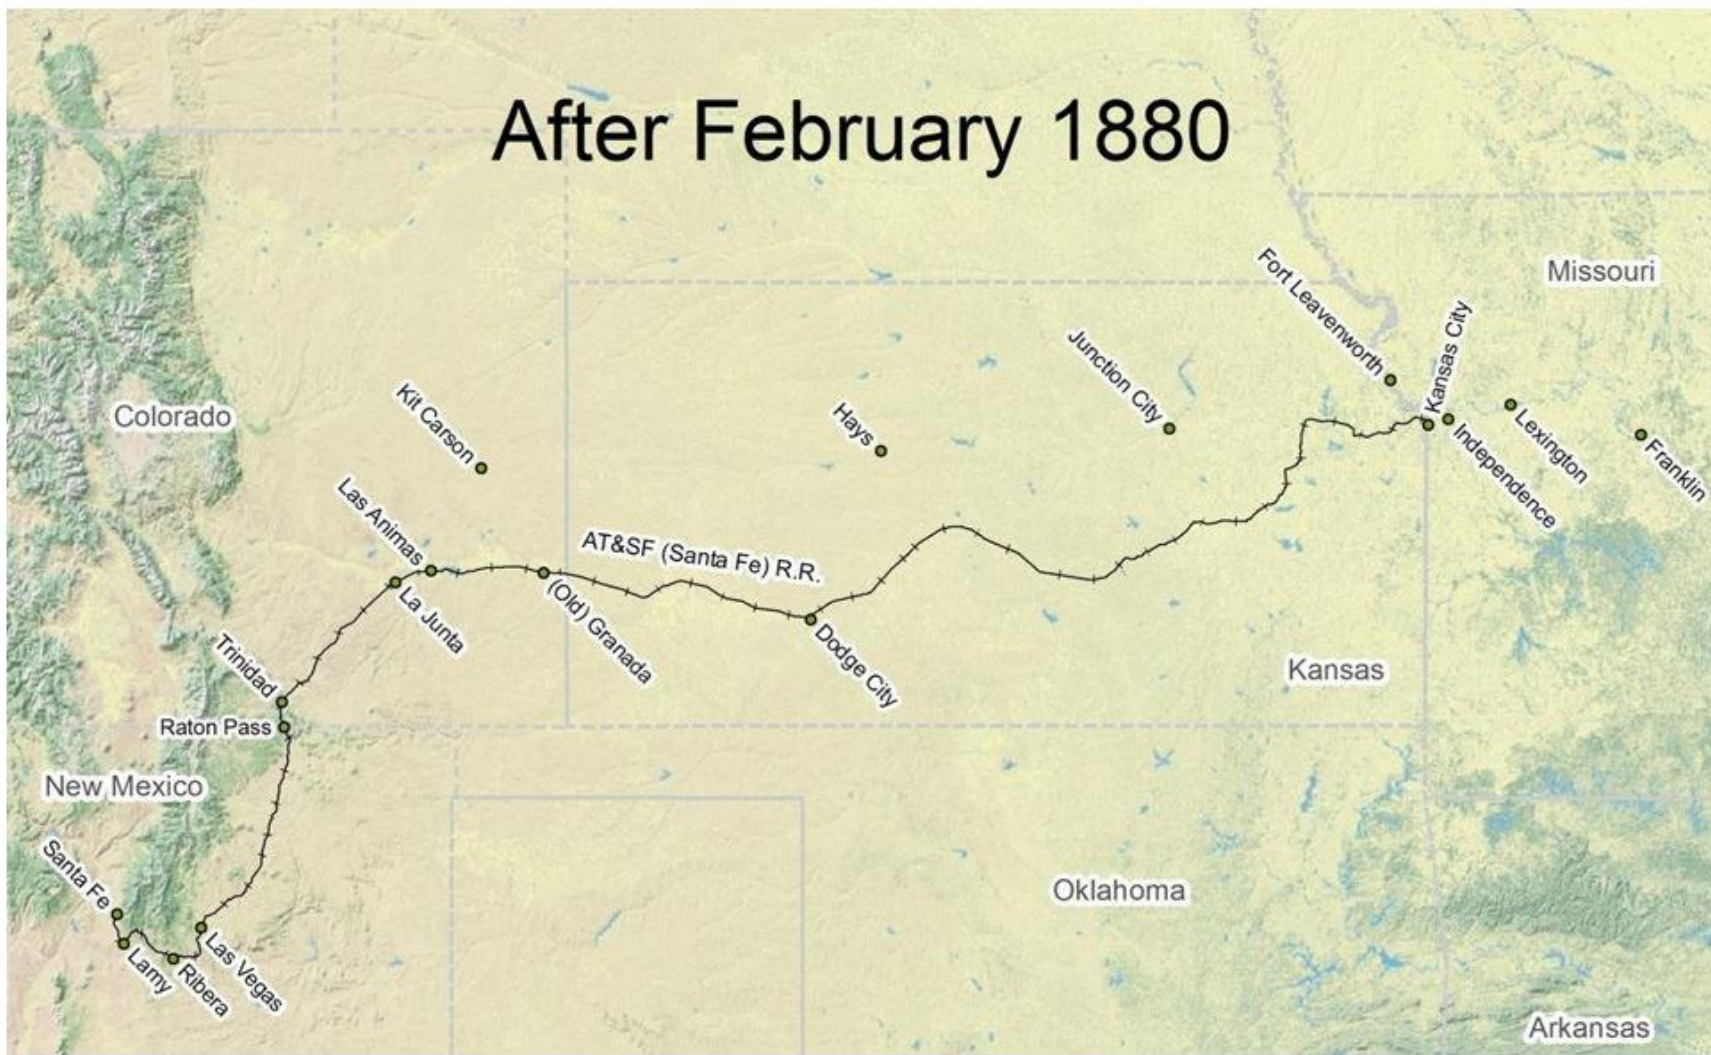 After February 1880
Missouri
Fort Leavenworth
Kansas City
Junction City
Colorado
Kit Carson
Hays
Lexington
Independence
Franklin
Las Animas
La Junta
AT&SF (Santa Fe) R.R.
(Old) Granada
Dodge City
Trinidad
Raton Pass
Kansas
New Mexico
Santa Fe
Lamy
Ribera
Las Vegas
Oklahoma
Arkansas